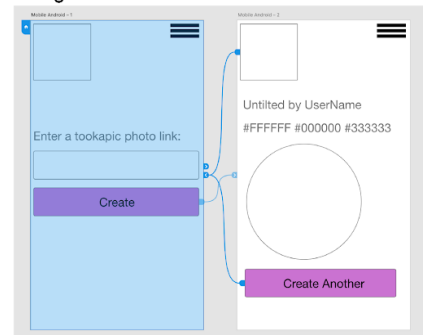 Mobile Android – 1
Mobile Android – 2
Untilted by UserName
#FFFFFF #000000 #333333
Enter a tookapic photo link:
Create
Create Another